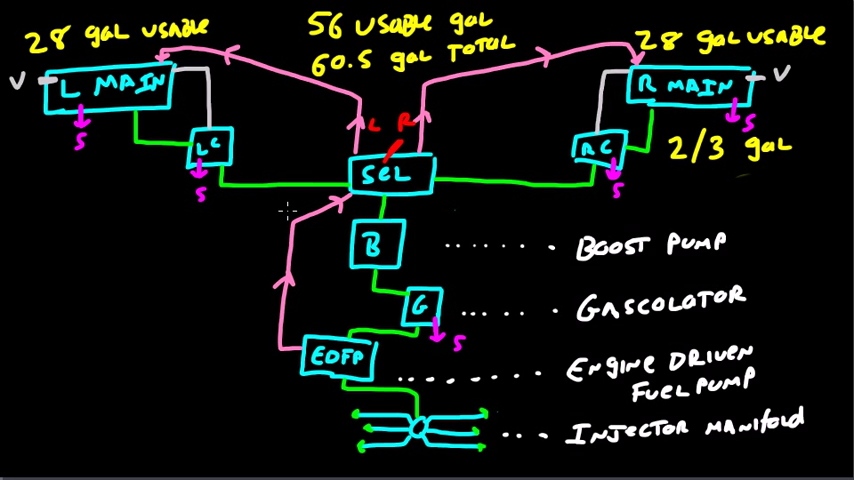 28 gal usable
56 usable gal
60.5 gal TOTAL
28 gal usable
V
L MAIN
R MAIN
V
S
S
L R
LC
RC
2/3 gal
S
S
SEL
B
..... . BOOST PUMP
G
..... . GASCOLATOR
S
EDFP
....... . ENGINE DRIVEN
FUEL PUMP
... . INJECTOR MANIFOLD